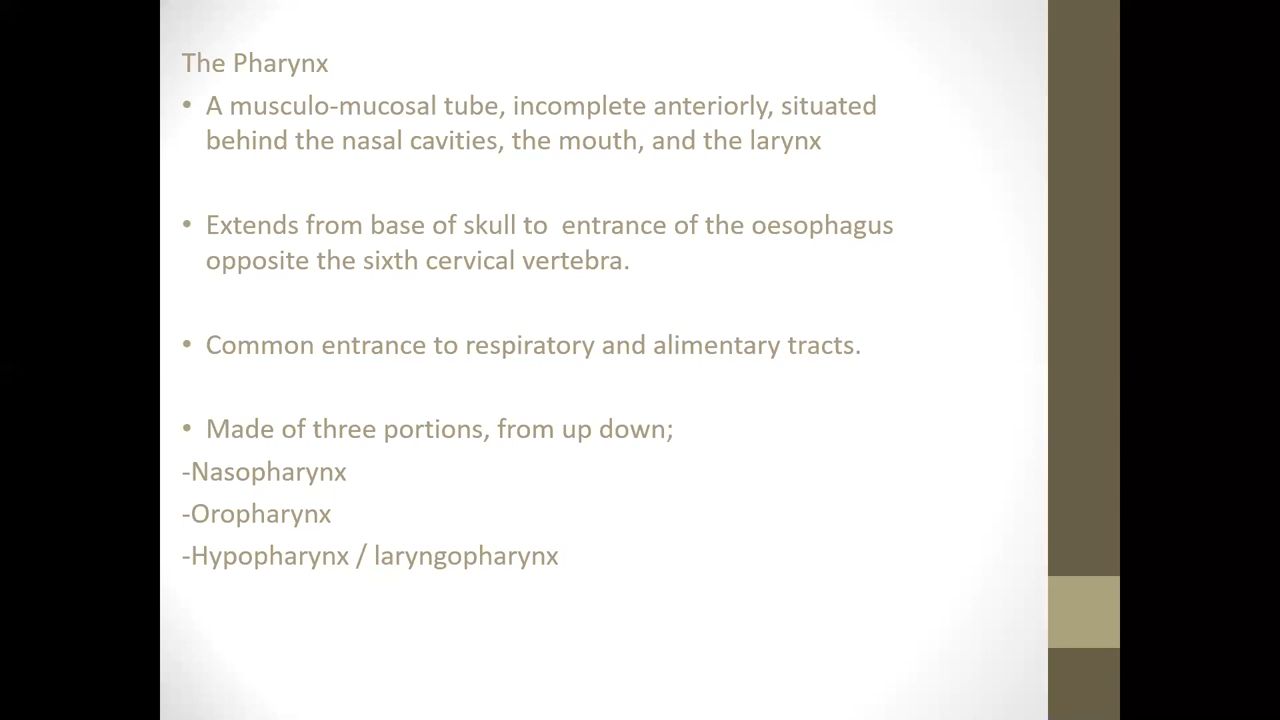 The Pharynx
• A musculo-mucosal tube, incomplete anteriorly, situated
behind the nasal cavities, the mouth, and the larynx
• Extends from base of skull to  entrance of the oesophagus
opposite the sixth cervical vertebra.
• Common entrance to respiratory and alimentary tracts.
• Made of three portions, from up down;
-Nasopharynx
-Oropharynx
-Hypopharynx / laryngopharynx